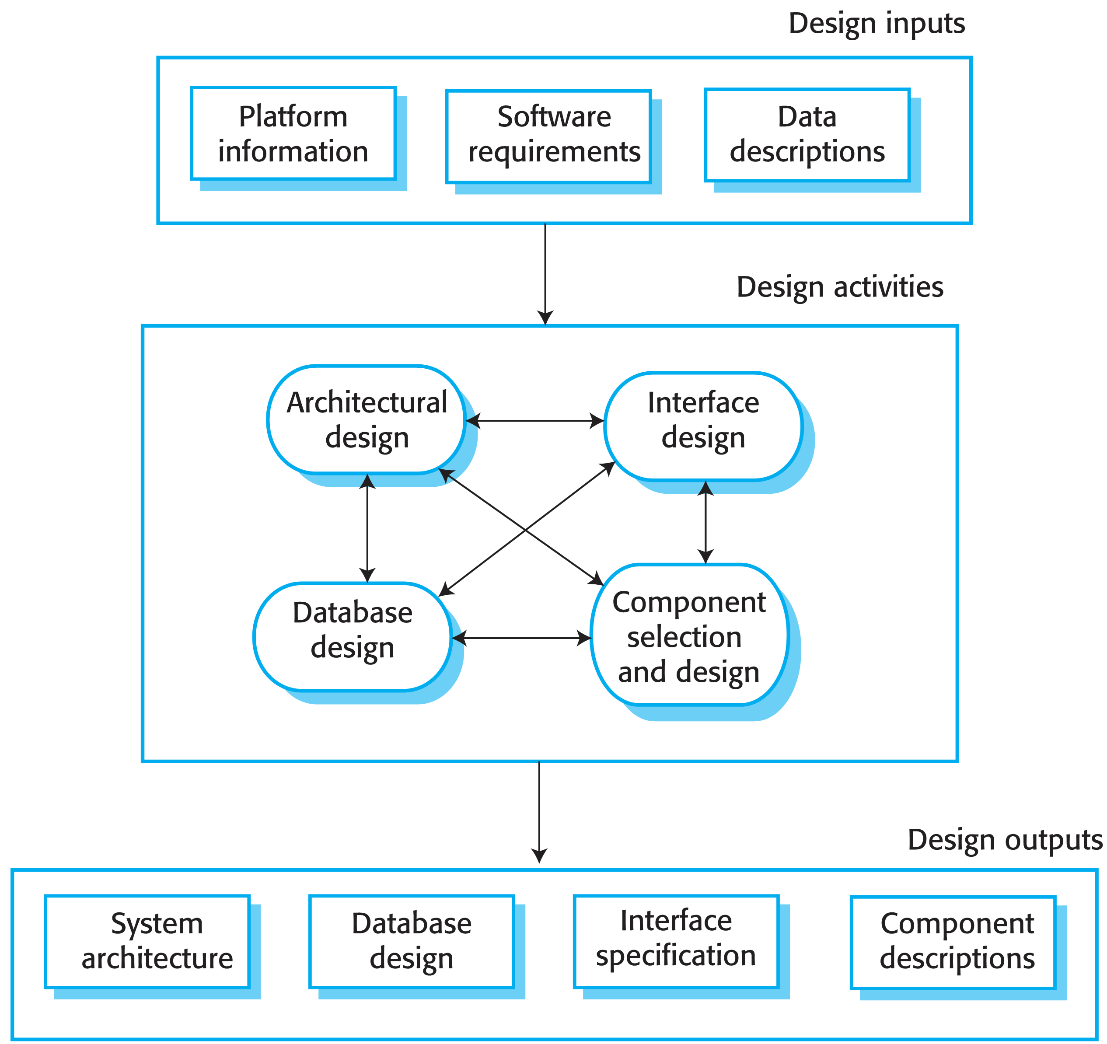 Design inputs
Platform
information
Software
requirements
Data
descriptions
Design activities
Architectural
design
Interface
design
Database
design
Component
selection
and design
Design outputs
System
architecture
Database
design
Interface
specification
Component
descriptions